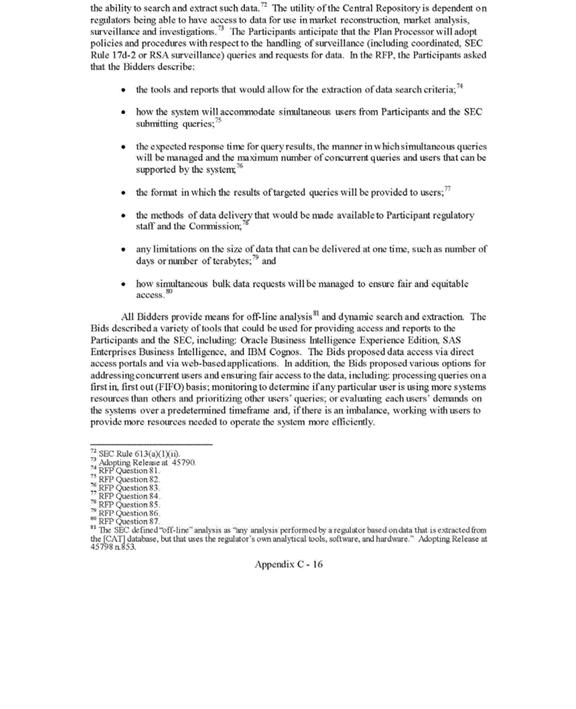 the ability to search and extract such data.72 The utility of the Central Repository is dependent on
regulators being able to have access to data for use in market reconstruction, market analysis,
surveillance and investigations.73 The Participants anticipate that the Plan Processor will adopt
policies and procedures with respect to the handling of surveillance (including coordinated, SEC
Rule 17d-2 or RSA surveillance) queries and requests for data. In the RFP, the Participants asked
that the Bidders describe:
• the tools and reports that would allow for the extraction of data search criteria;74
• how the system will accommodate simultaneous users from Participants and the SEC
submitting queries;75
• the expected response time for query results, the manner in which simultaneous queries
will be managed and the maximum number of concurrent queries and users that can be
supported by the system;76
• the format in which the results of targeted queries will be provided to users;77
• the methods of data delivery that would be made available to Participant regulatory
staff and the Commission;78
• any limitations on the size of data that can be delivered at one time, such as number of
days or number of terabytes;79 and
• how simultaneous bulk data requests will be managed to ensure fair and equitable
access.80
All Bidders provide means for off-line analysis81 and dynamic search and extraction. The
Bids described a variety of tools that could be used for providing access and reports to the
Participants and the SEC, including: Oracle Business Intelligence Experience Edition, SAS
Enterprises Business Intelligence, and IBM Cognos. The Bids proposed data access via direct
access portals and via web-based applications. In addition, the Bids proposed various options for
addressing concurrent users and ensuring fair access to the data, including: processing queries on a
first in, first out (FIFO) basis; monitoring to determine if any particular user is using more systems
resources than others and prioritizing other users' queries; or evaluating each users' demands on
the systems over a predetermined timeframe and, if there is an imbalance, working with users to
provide more resources needed to operate the system more efficiently.
72 SEC Rule 613(a)(1)(ii).
73 Adopting Release at 45790.
74 RFP Question 81.
75 RFP Question 82.
76 RFP Question 83.
77 RFP Question 84.
78 RFP Question 85.
79 RFP Question 86.
80 RFP Question 87.
81 The SEC defined "off-line" analysis as "any analysis performed by a regulator based on data that is extracted from
the [CAT] database, but that uses the regulator's own analytical tools, software, and hardware." Adopting Release at
45798 n.853.
Appendix C - 16